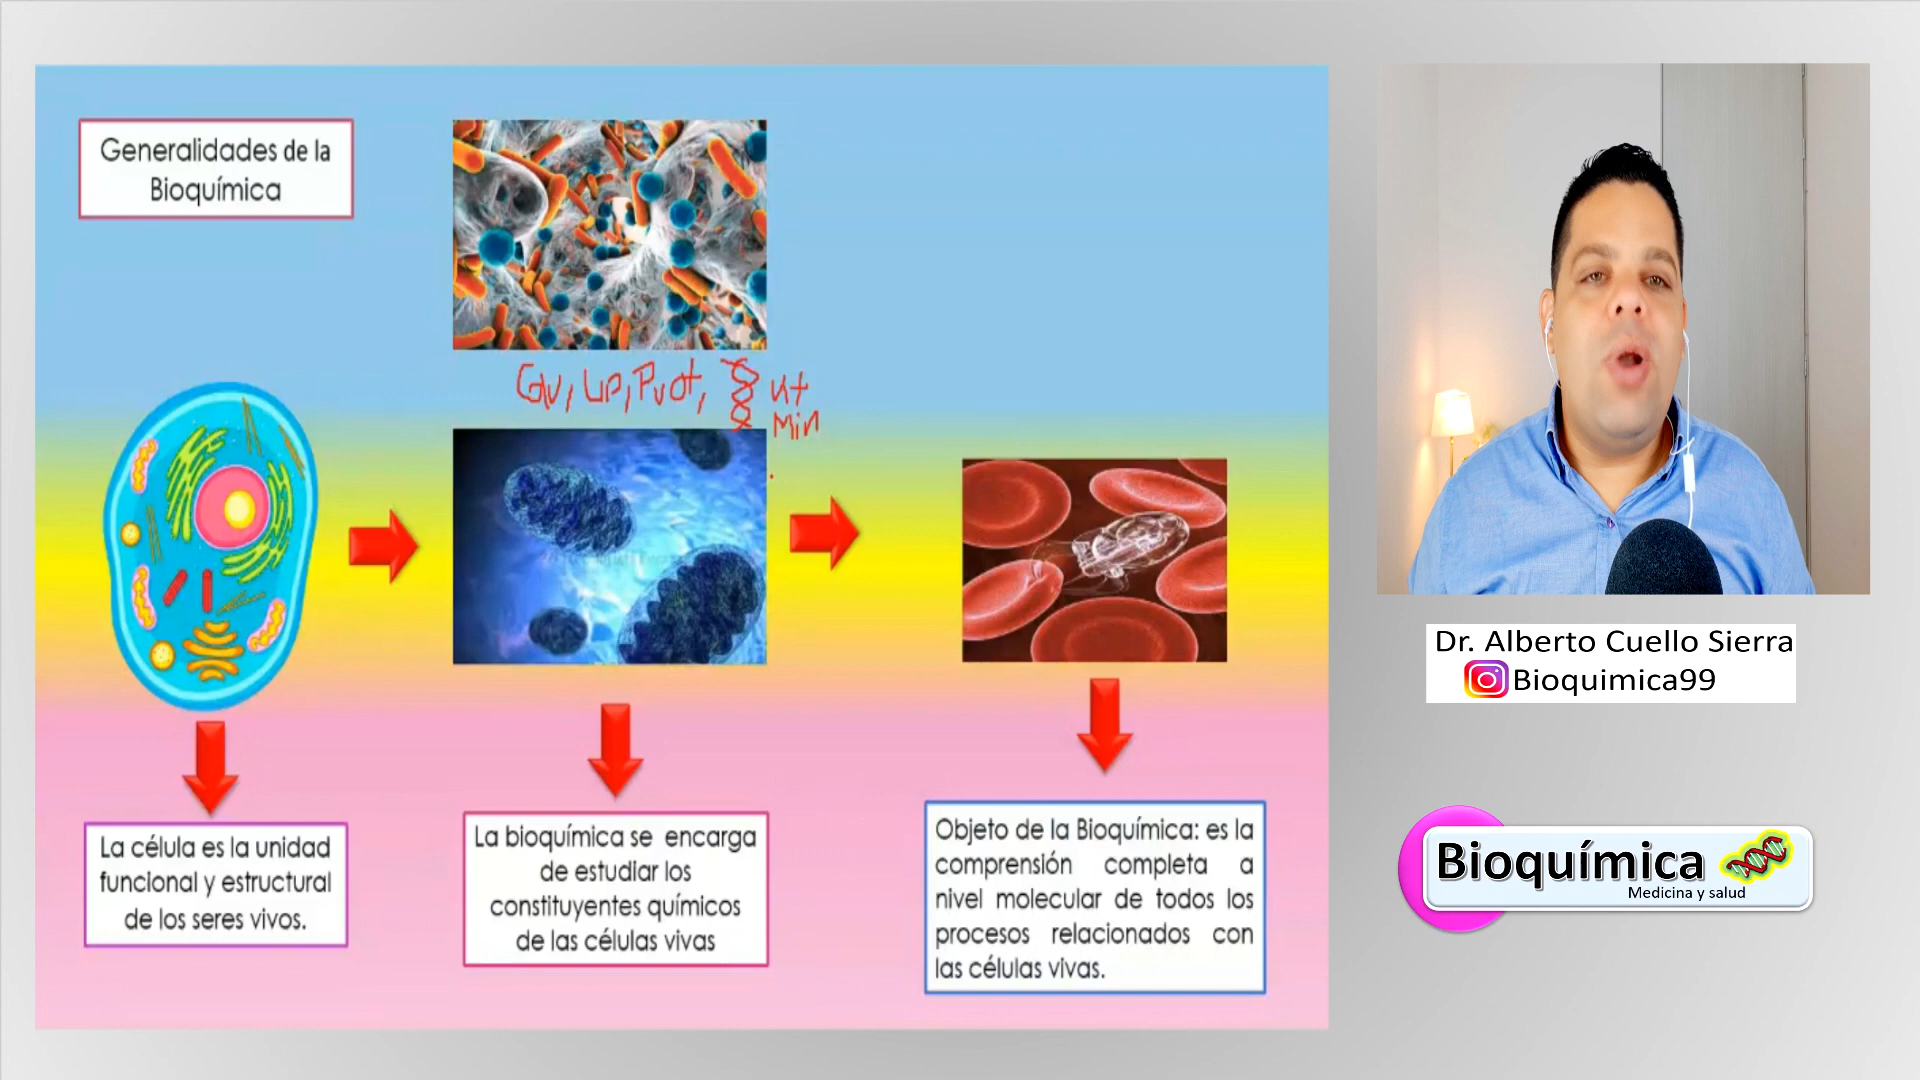 Generalidades de la
Bioquímica
Lip, Prot,
Min
La célula es la unidad
funcional y estructural
de los seres vivos.
La bioquímica se encarga
de estudiar los
constituyentes químicos
de las células vivas
Objeto de la Bioquímica: es la
comprensión completa a
nivel molecular de todos los
procesos relacionados con
las células vivas.
Dr. Alberto Cuello Sierra
Bioquimica99
Bioquímica
Medicina y salud